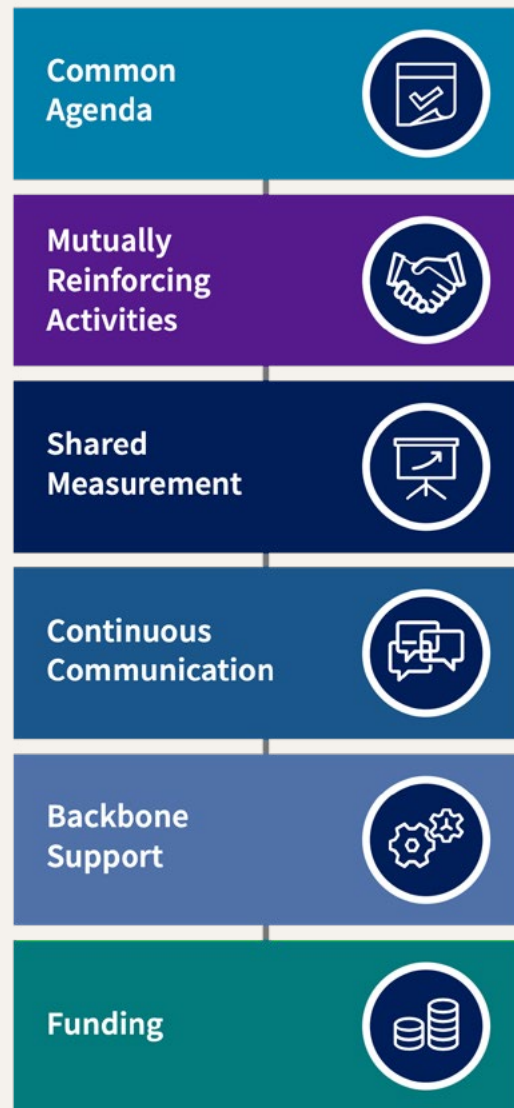 Common
Agenda
Mutually
Reinforcing
Activities
Shared
Measurement
Continuous
Communication
Backbone
Support
Funding